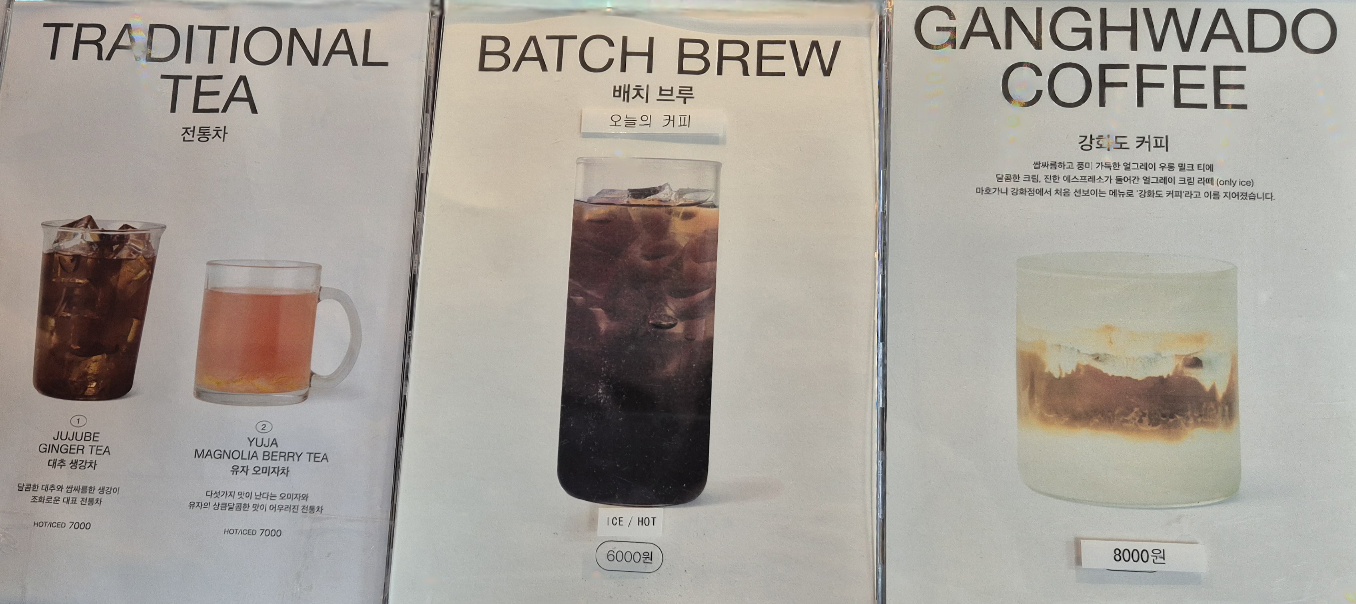 TRADITIONAL
TEA
전통차
1
JUJUBE
GINGER TEA
대추 생강차
달콤한 대추와 쌉싸름한 생강이
조화로운 대표 전통차
HOT/ICED 7000
2
YUJA
MAGNOLIA BERRY TEA
유자 오미자차
다섯가지 맛이 난다는 오미자와
유자의 상큼달콤한 맛이 어우러진 전통차
HOT/ICED 7000
BATCH BREW
배치 브루
오늘의 커피
ICE / HOT
6000원
GANGHWADO
COFFEE
강화도 커피
쌉싸름하고 풍미 가득한 얼그레이 우롱 밀크 티에
달콤한 크림, 진한 에스프레소가 들어간 얼그레이 크림 라떼 (only ice)
마호가니 강화점에서 처음 선보이는 메뉴로 '강화도 커피'라고 이름 지어졌습니다.
8000원